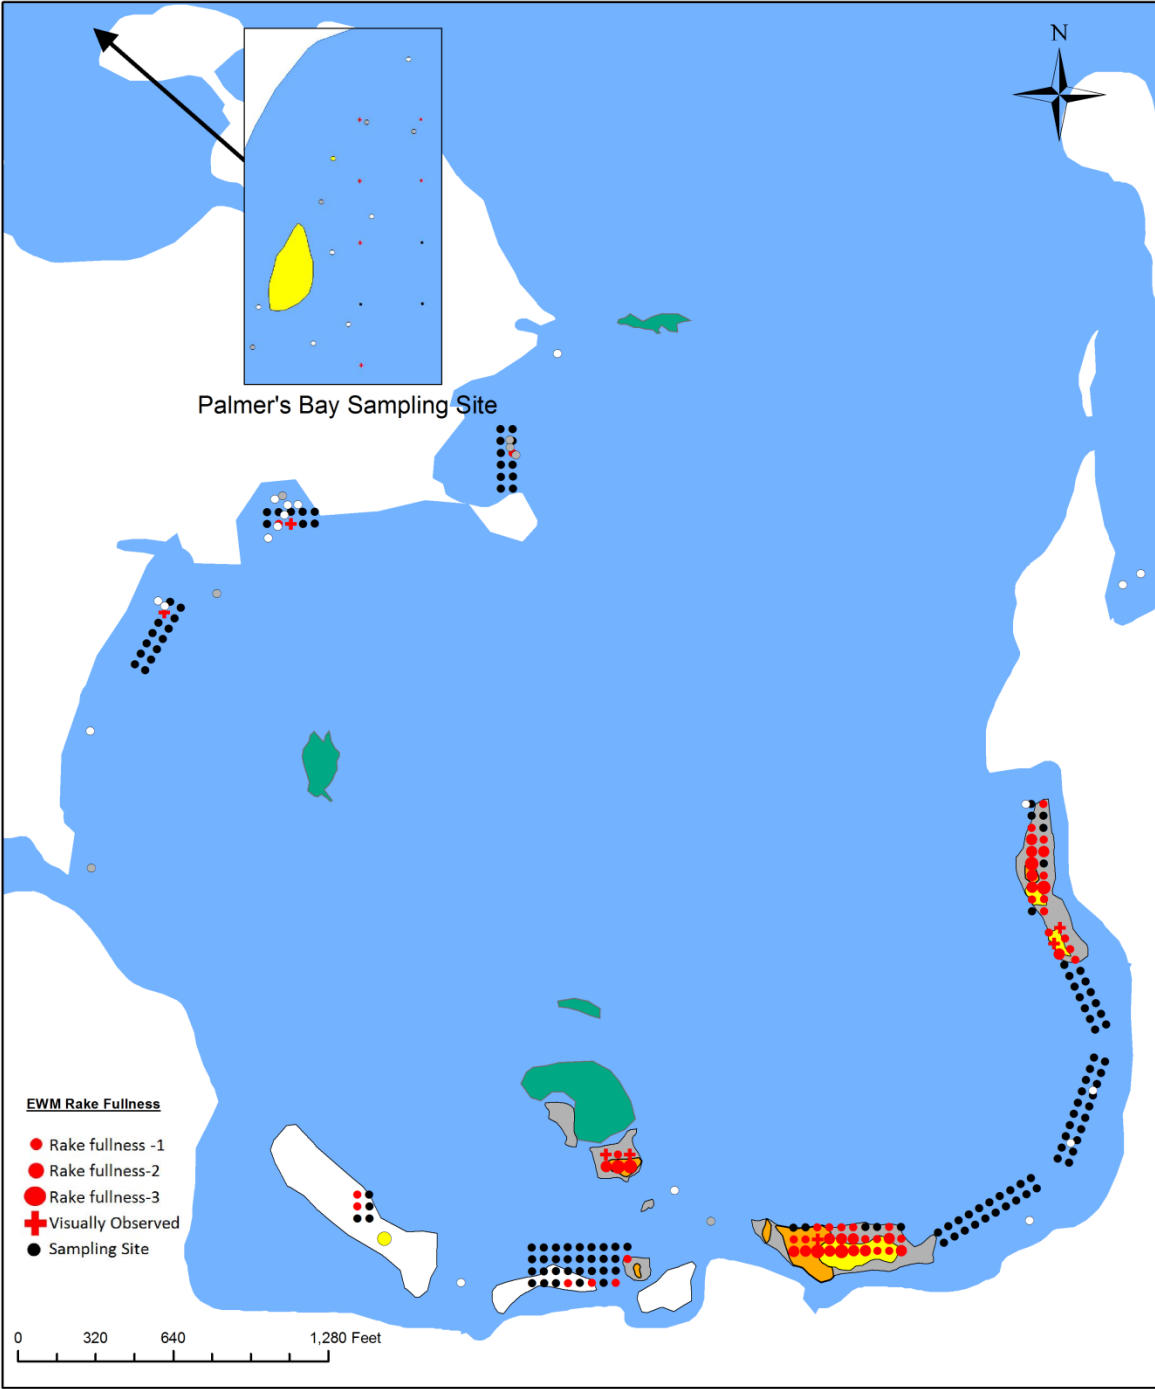 N
Palmer's Bay Sampling Site
EWM Rake Fullness
Rake fullness -1
Rake fullness-2
Rake fullness-3
Visually Observed
Sampling Site
0 320 640 1,280 Feet